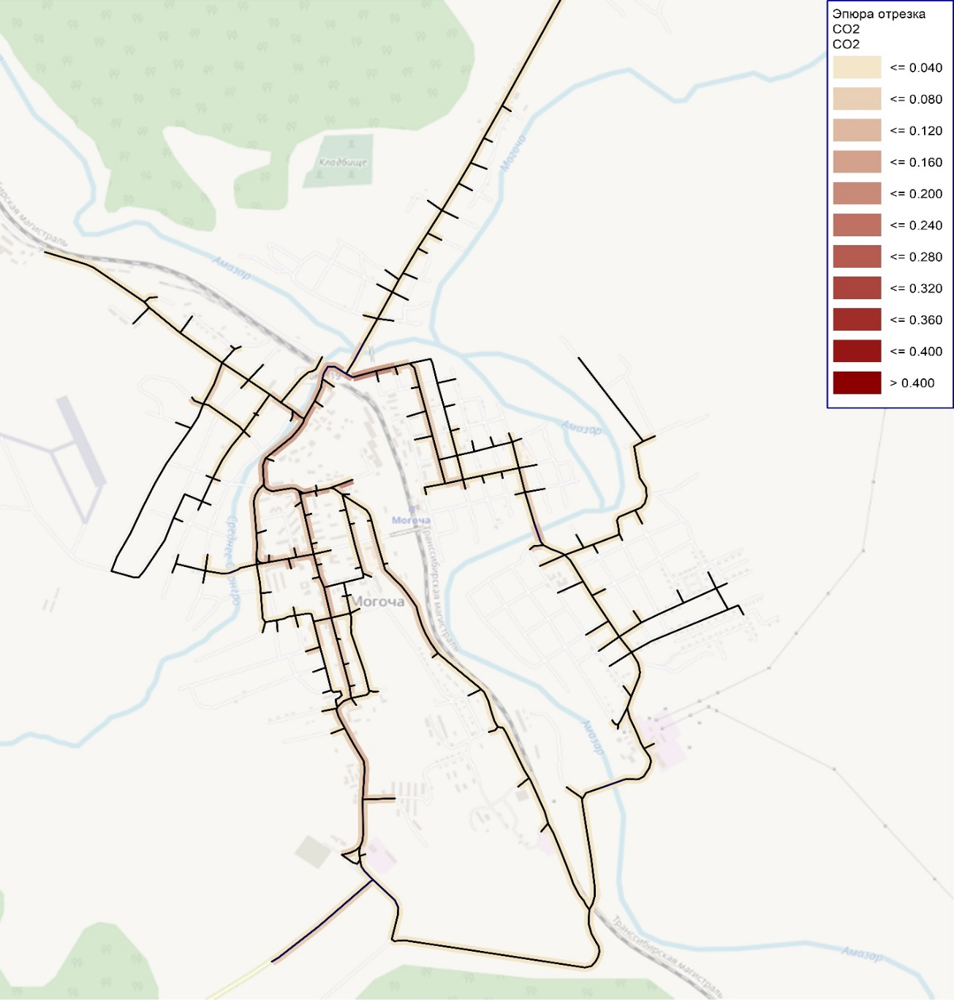 Эпюра отрезка
CO2
CO2
<= 0.040
<= 0.080
<= 0.120
<= 0.160
<= 0.200
<= 0.240
<= 0.280
<= 0.320
<= 0.360
<= 0.400
> 0.400
Кладбище
Могоча
магистраль
Амазар
Амазар
Могоча
Могоча
Транссибирская магистраль
Амазар
Транссибирская магистраль
Амазар